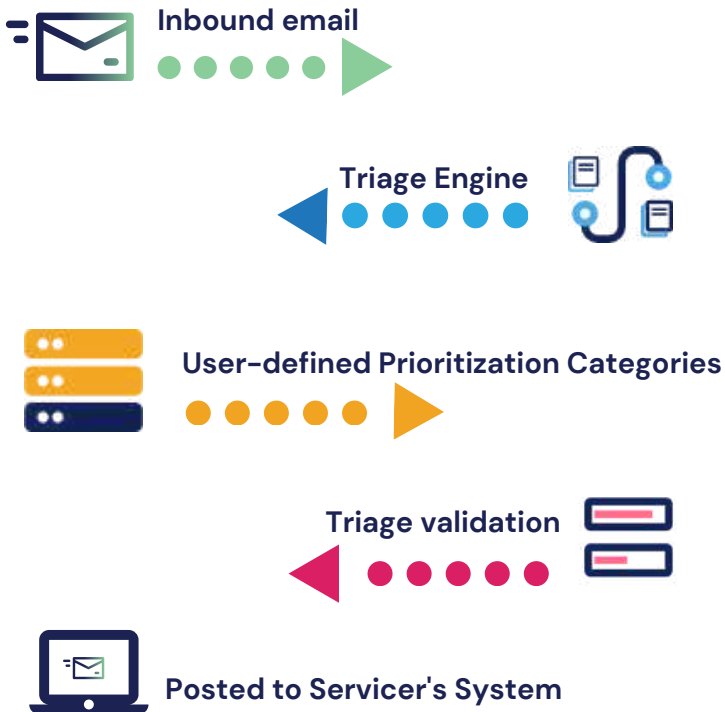 Inbound email
Triage Engine
User-defined Prioritization Categories
Triage validation
Posted to Servicer's System